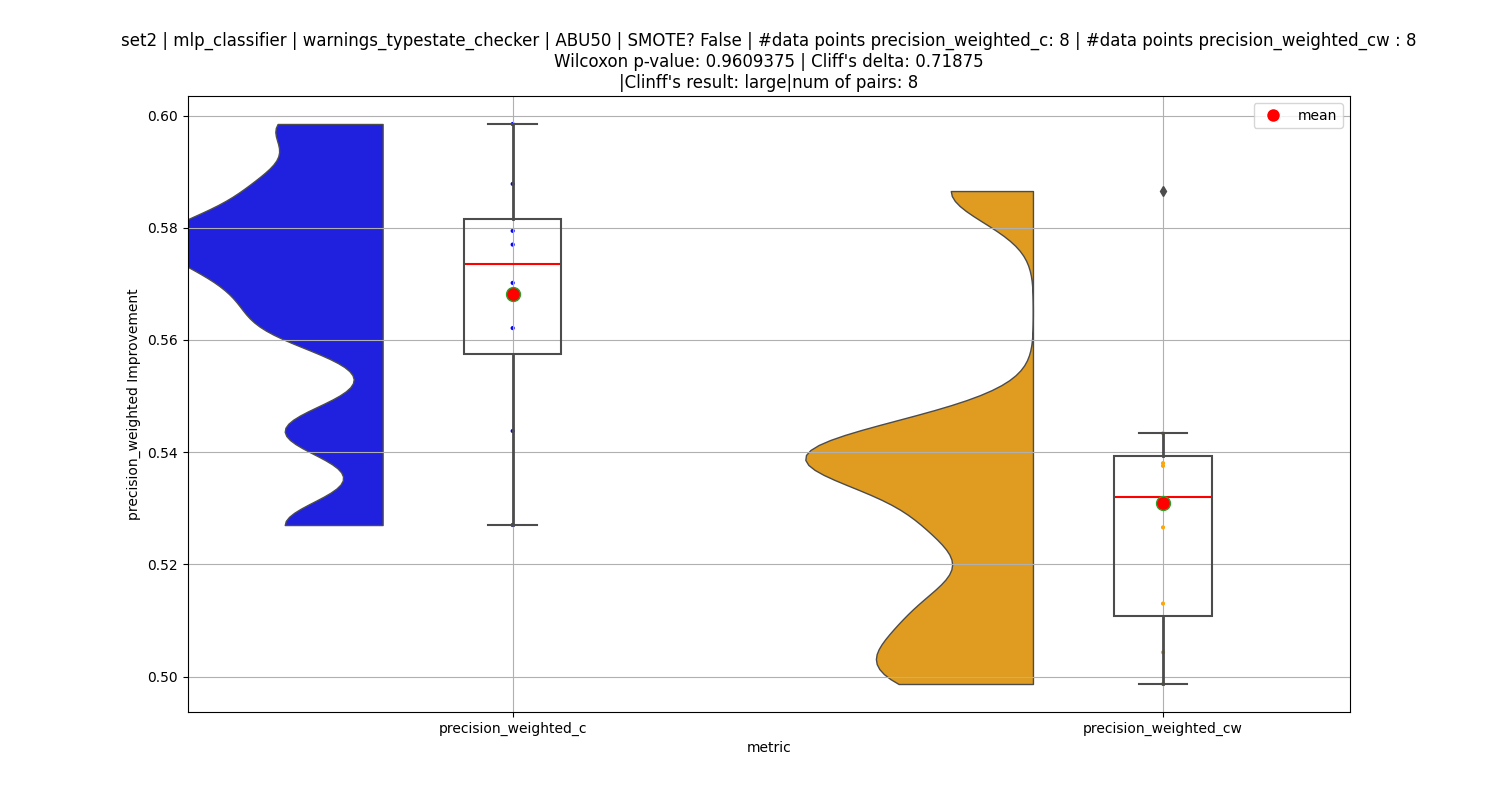 set2 | mlp_classifier | warnings_typestate_checker | ABU50 | SMOTE? False | #data points precision_weighted_c: 8 | #data points precision_weighted_cw : 8
Wilcoxon p-value: 0.9609375 | Cliff's delta: 0.71875
|Clinff's result: large|num of pairs: 8
mean
0.60
0.58
0.56
0.54
0.52
0.50
precision_weighted Improvement
precision_weighted_c
precision_weighted_cw
metric